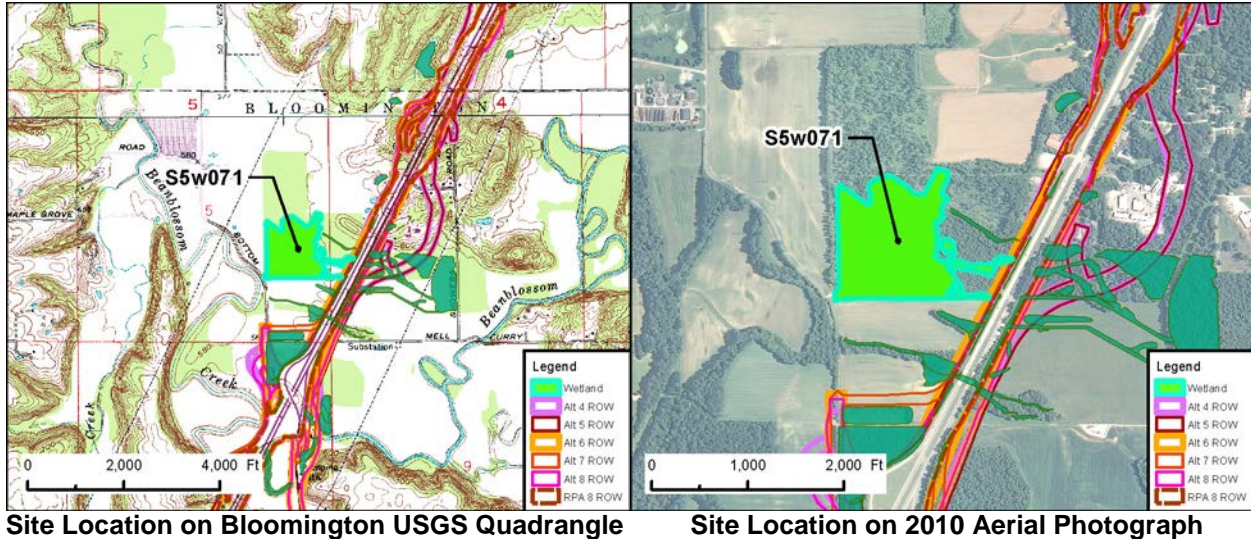 BLOOMIN
4
5
S5w071
580
ROAD
Beanblossom
MAPLE GROVE
5
BOTTOM
Beanblossom
MELL
CURRY
Substation
Creek
Creek
9
Legend
Wetland
Alt 4 ROW
Alt 5 ROW
Alt 6 ROW
Alt 7 ROW
Alt 8 ROW
RPA 8 ROW
0 2,000 4,000 Ft
Site Location on Bloomington USGS Quadrangle
S5w071
Legend
Wetland
Alt 4 ROW
Alt 5 ROW
Alt 6 ROW
Alt 7 ROW
Alt 8 ROW
RPA 8 ROW
0 1,000 2,000 Ft
Site Location on 2010 Aerial Photograph